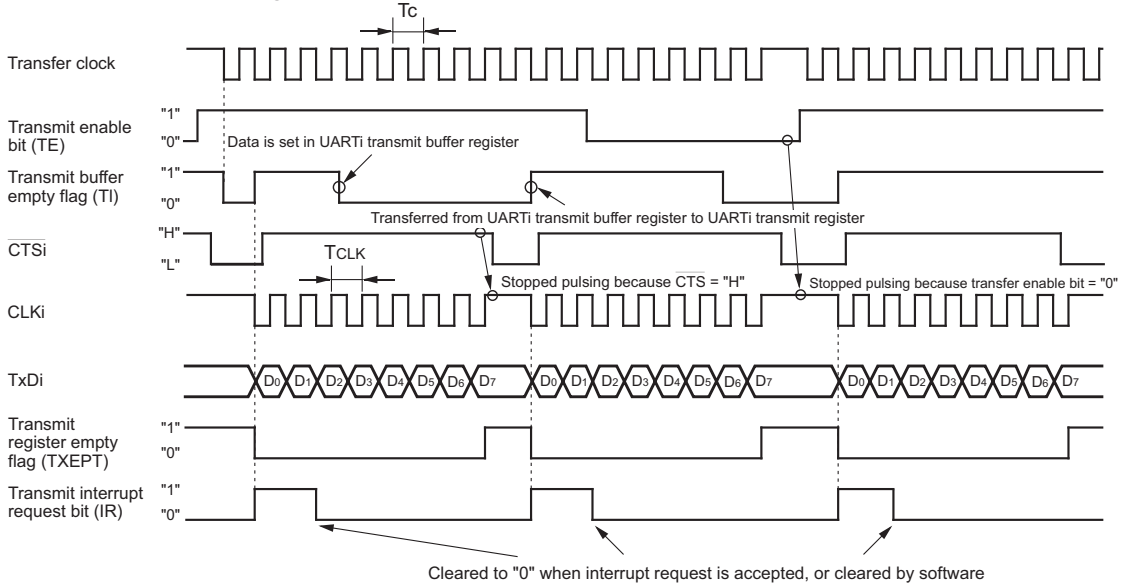 Tc
Transfer clock
"1"
Transmit enable
bit (TE)
"0"
Data is set in UARTi transmit buffer register
Transmit buffer
empty flag (TI)
"1"
"0"
Transferred from UARTi transmit buffer register to UARTi transmit register
"H"
CTSi
"L"
TCLK
Stopped pulsing because CTS = "H"
Stopped pulsing because transfer enable bit = "0"
CLKi
TxDi
D0 D1 D2 D3 D4 D5 D6 D7 D0 D1 D2 D3 D4 D5 D6 D7 D0 D1 D2 D3 D4 D5 D6 D7
Transmit
register empty
flag (TXEPT)
"1"
"0"
Transmit interrupt
request bit (IR)
"1"
"0"
Cleared to "0" when interrupt request is accepted, or cleared by software